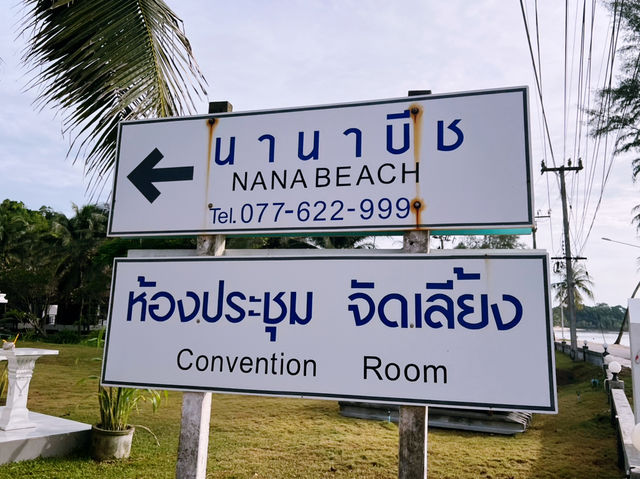 นานาบีช
NANA BEACH
Tel. 077-622-999
ห้องประชุม จัดเลี้ยง
Convention Room